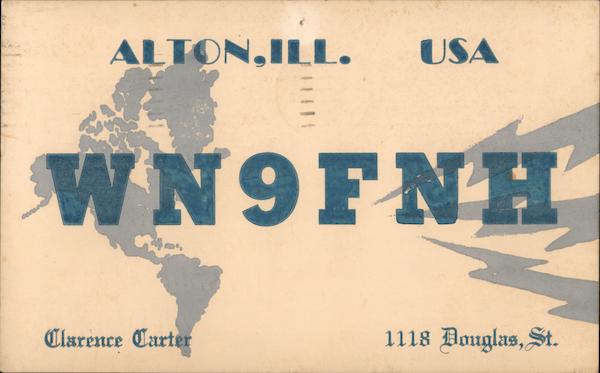 ALTON, ILL. USA
WN9FNH
Clarence Carter 1118 Douglas, St.